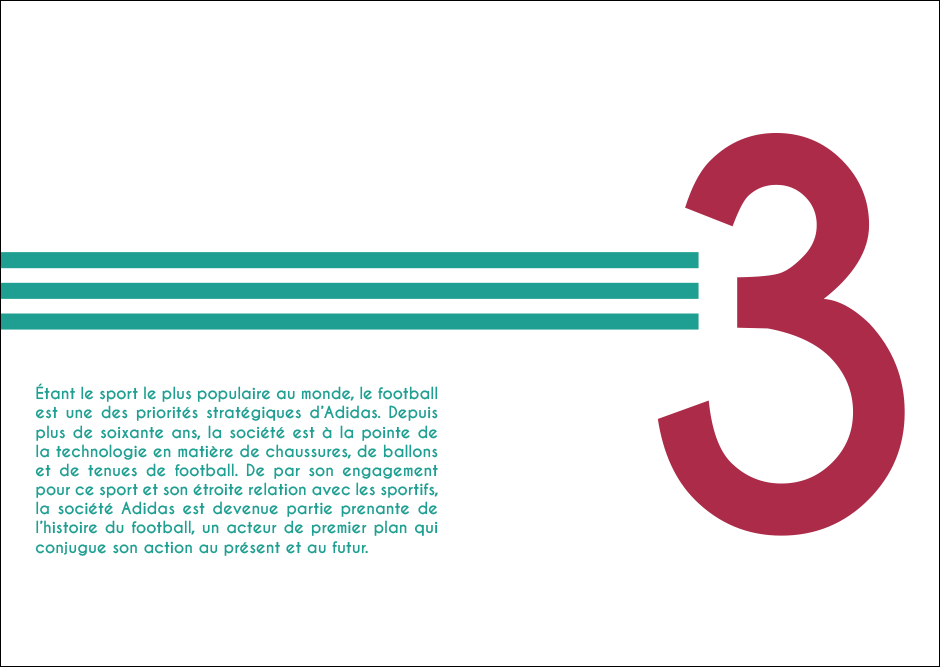 3
Étant le sport le plus populaire au monde, le football
est une des priorités stratégiques d'Adidas. Depuis
plus de soixante ans, la société est à la pointe de
la technologie en matière de chaussures, de ballons
et de tenues de football. De par son engagement
pour ce sport et son étroite relation avec les sportifs,
la société Adidas est devenue partie prenante de
l'histoire du football, un acteur de premier plan qui
conjugue son action au présent et au futur.